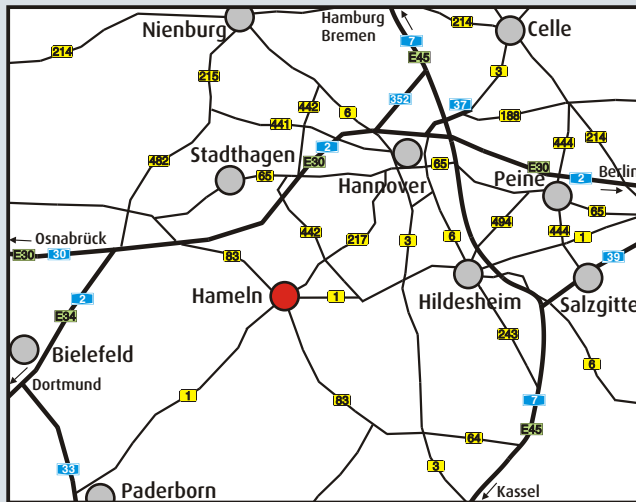 Hamburg
Bremen
Nienburg
Celle
214
7
214
E45
3
215
352
37
442
6
188
441
2
444
214
482
E30
Stadthagen
Hannover
65
E30
Berlin
65
Peine
2
65
494
444
1
Osnabrück
442
217
3
6
39
E30
30
83
Hameln
1
Hildesheim
Salzgitter
2
E34
243
Bielefeld
6
Dortmund
1
83
7
E45
64
33
3
Paderborn
Kassel